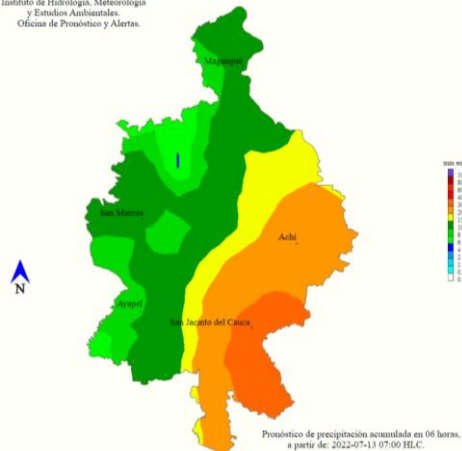 Instituto de Hidrología, Meteorología
y Estudios Ambientales.
Oficina de Pronóstico y Alertas.
Magangué
San Marcos
Achí
Ayapel
San Jacinto del Cauca
N
Pronóstico de precipitación acumulada en 06 horas,
a partir de: 2022-07-13 07:00 HLC.